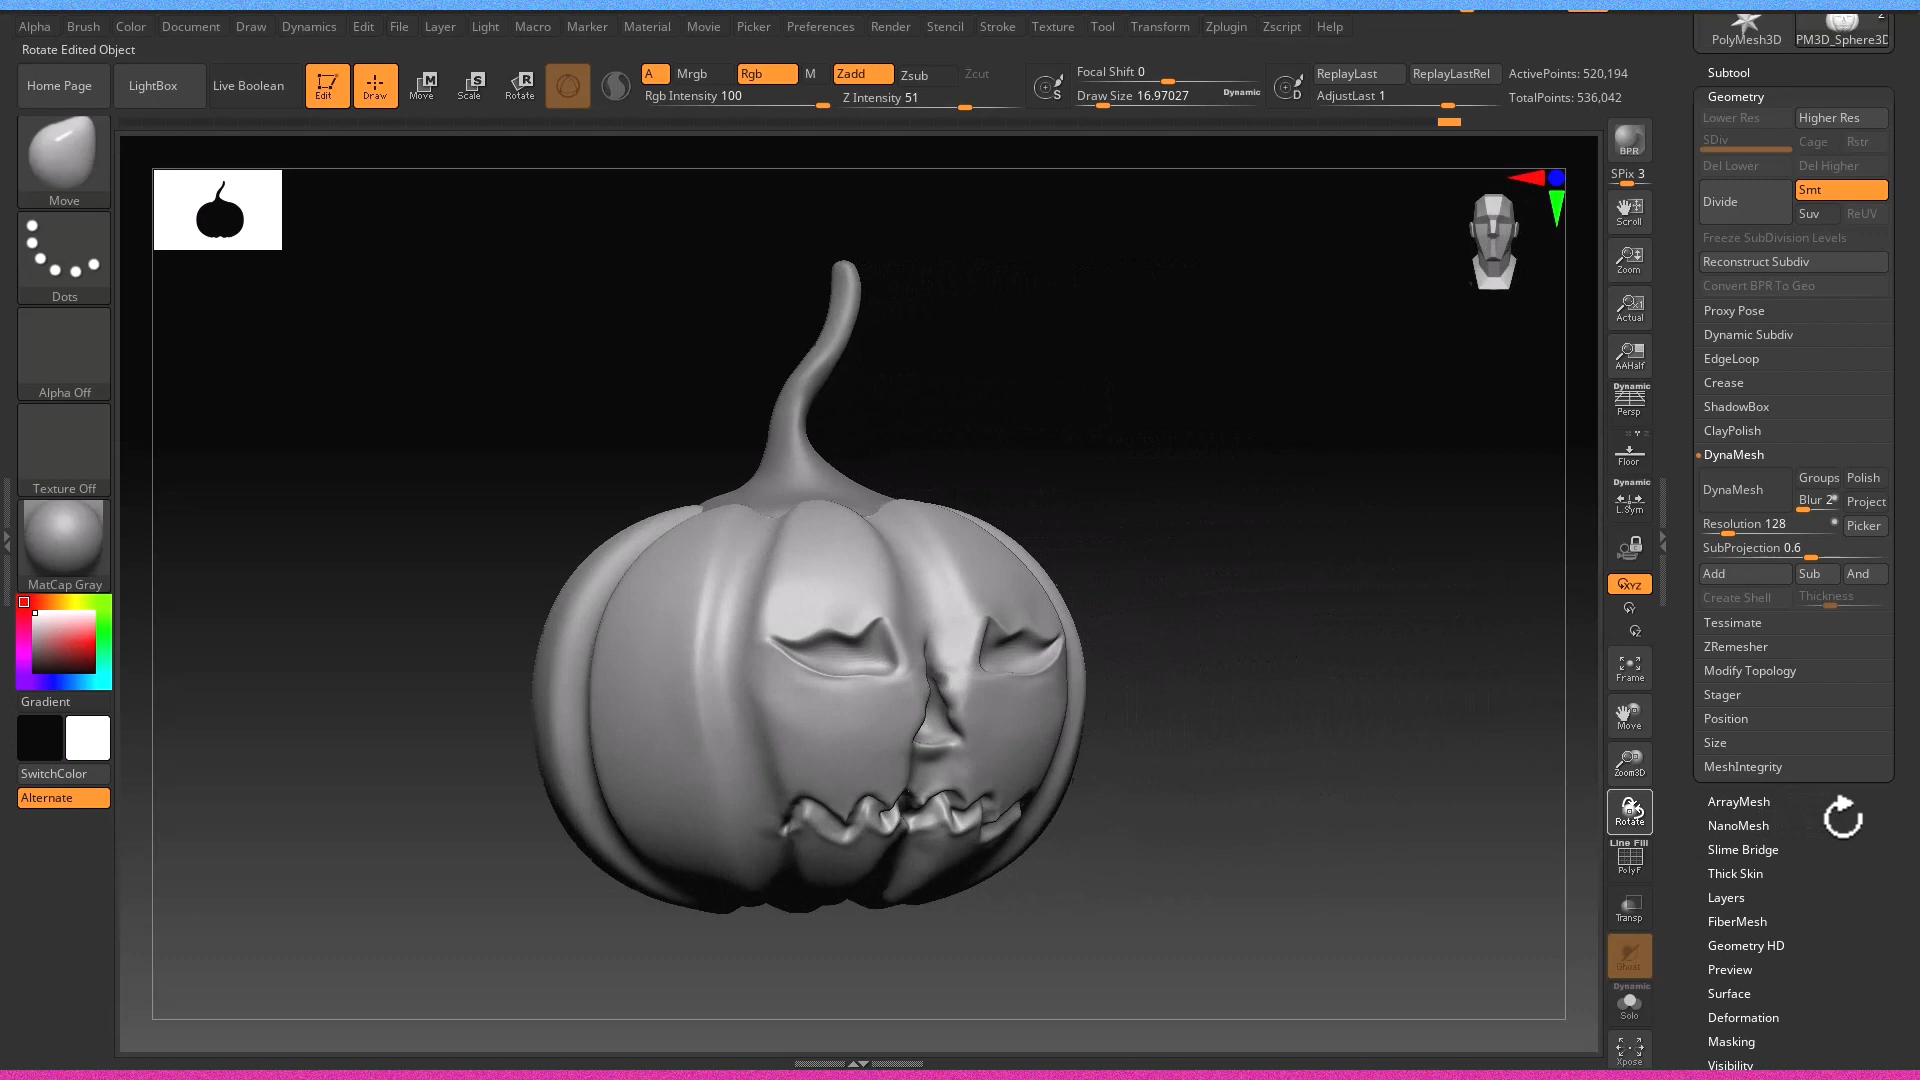 Alpha Brush Color Document Draw Dynamics Edit File Layer Light Macro Marker Material Movie Picker Preferences Render Stencil Stroke Texture Tool Transform Zplugin Zscript Help
Rotate Edited Object
Home Page
LightBox
Live Boolean
Edit
Draw
Move
Scale
Rotate
A Mrgb Rgb M Zadd Zsub Zcut
Rgb Intensity 100
Z Intensity 51
Focal Shift 0
Draw Size 16.97027
Dynamic
ReplayLast ReplayLastRel
AdjustLast 1
ActivePoints: 520,194
TotalPoints: 536,042
Move
Dots
Alpha Off
Texture Off
MatCap Gray
Gradient
SwitchColor
Alternate
BPR
SPix 3
Scroll
Zoom
Actual
AAHalf
Dynamic
Persp
Floor
Dynamic
L.Sym
XYZ
Y
Z
Frame
Move
Zoom3D
Rotate
Line Fill
PolyF
Transp
Ghost
Dynamic
Solo
Xpose
2
PolyMesh3D PM3D_Sphere3D
Subtool
Geometry
Lower Res Higher Res
SDiv Cage Rstr
Del Lower Del Higher
Divide
Smt
Suv ReUV
Freeze SubDivision Levels
Reconstruct Subdiv
Convert BPR To Geo
Proxy Pose
Dynamic Subdiv
EdgeLoop
Crease
ShadowBox
ClayPolish
DynaMesh
DynaMesh
Groups Polish
Blur 2 Project
Resolution 128 Picker
SubProjection 0.6
Add Sub And
Create Shell Thickness
Tessimate
ZRemesher
Modify Topology
Stager
Position
Size
MeshIntegrity
ArrayMesh
NanoMesh
Slime Bridge
Thick Skin
Layers
FiberMesh
Geometry HD
Preview
Surface
Deformation
Masking
Visibility